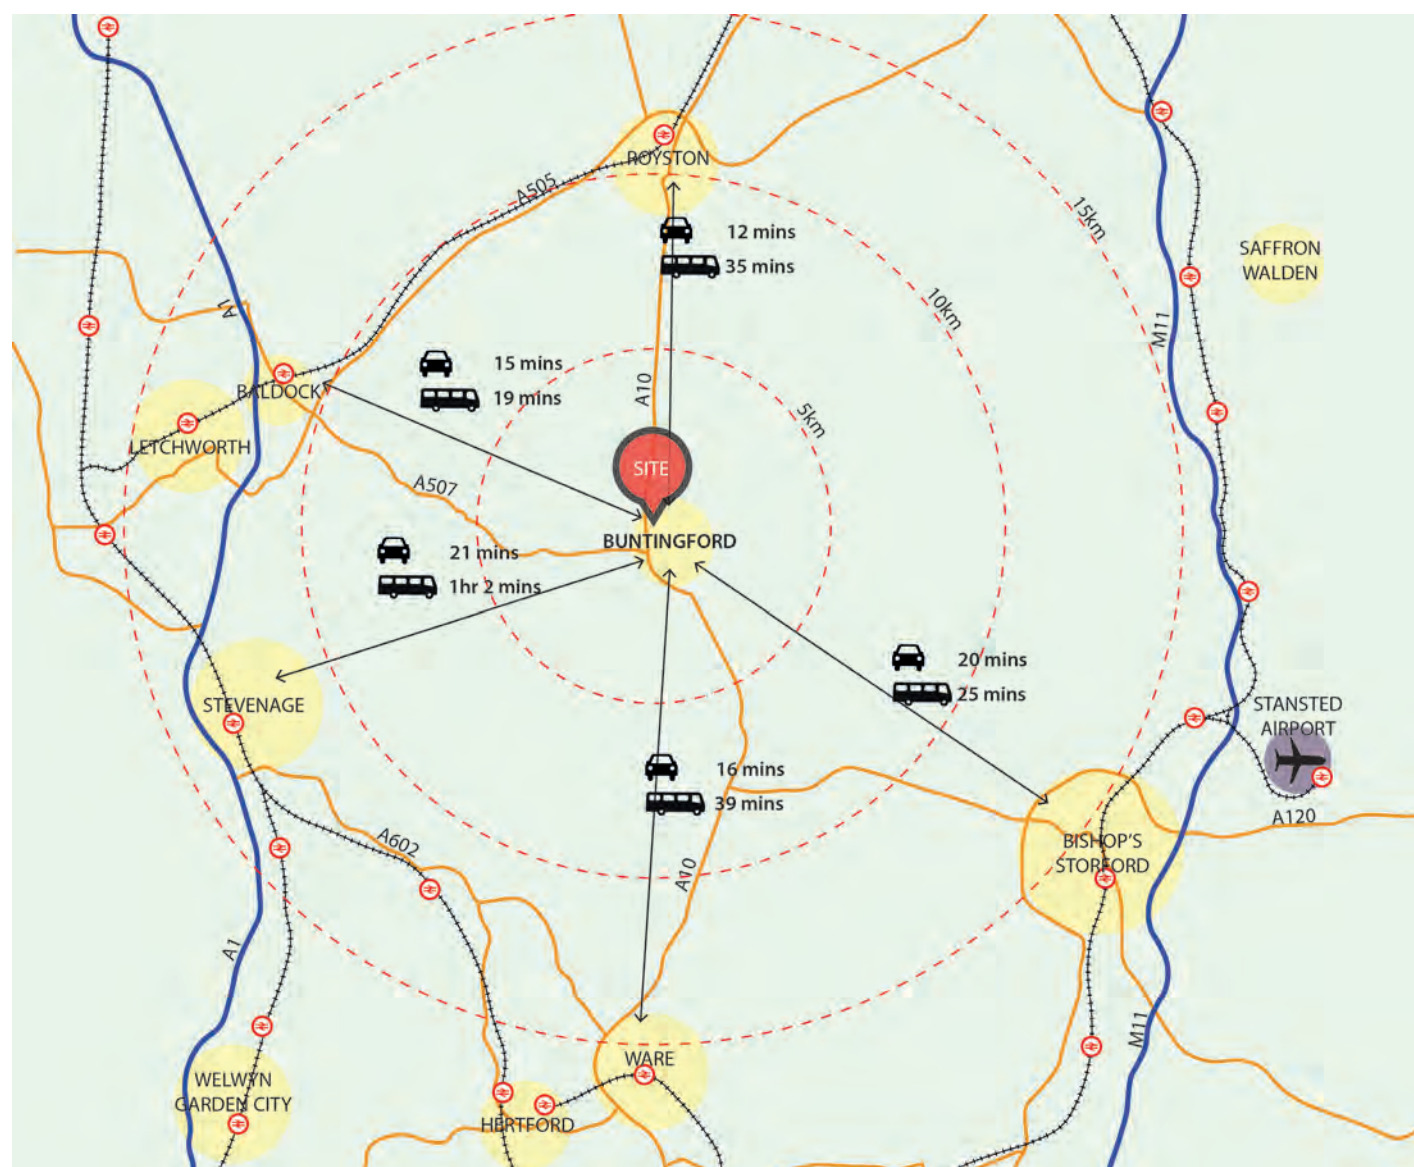 ROYSTON
A505
12 mins
35 mins
15km
SAFFRON
WALDEN
10km
A1
M11
15 mins
19 mins
BALDOCK
A10
5km
LETCHWORTH
SITE
A507
BUNTINGFORD
21 mins
1hr 2 mins
20 mins
25 mins
STEVENAGE
STANSTED
AIRPORT
16 mins
39 mins
A120
A602
BISHOP'S
STORFORD
A10
A1
M11
WARE
WELWYN
GARDEN CITY
HERTFORD